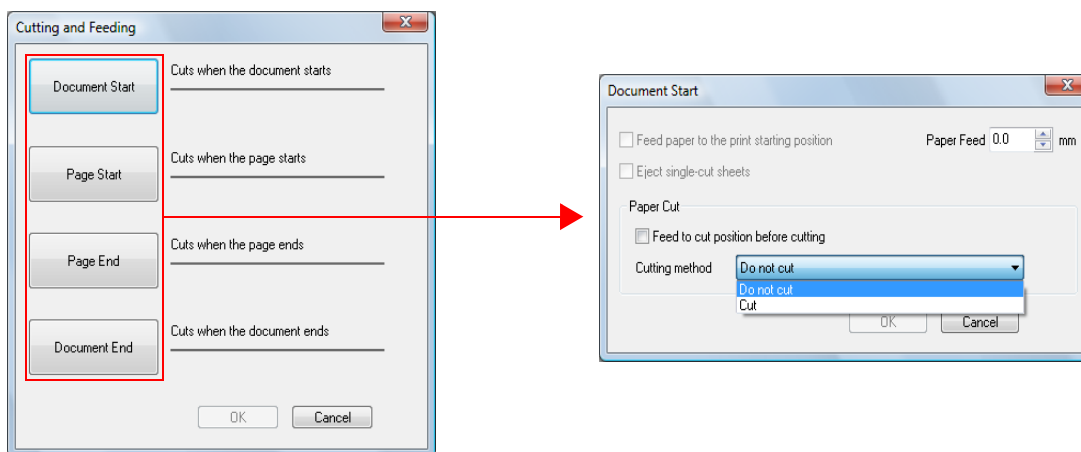 Cutting and Feeding
Document Start
Cuts when the document starts
Page Start
Cuts when the page starts
Page End
Cuts when the page ends
Document End
Cuts when the document ends
OK
Cancel
Document Start
Feed paper to the print starting position
Paper Feed 0.0 mm
Eject single-cut sheets
Paper Cut
Feed to cut position before cutting
Cutting method Do not cut
Do not cut
Cut
OK
Cancel